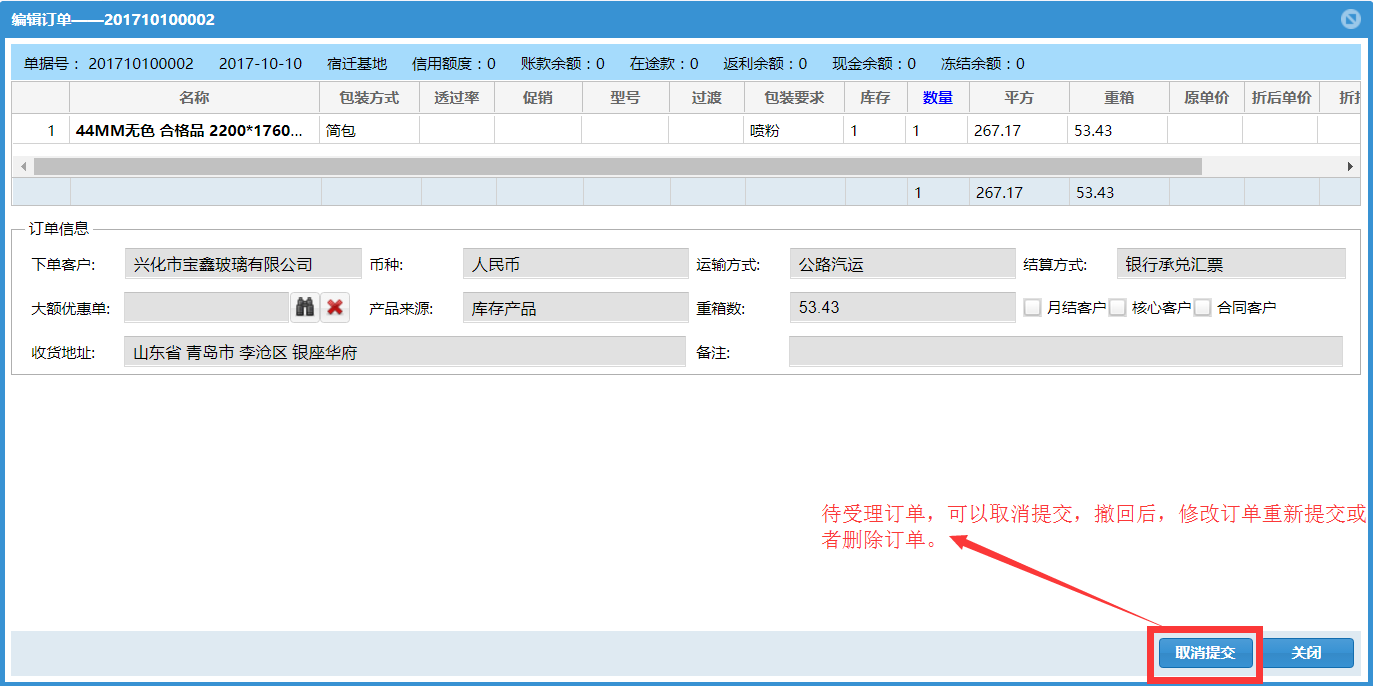 编辑订单——201710100002
单据号： 201710100002 2017-10-10 宿迁基地 信用额度：0 账款余额：0 在途款：0 返利余额：0 现金余额：0 冻结余额：0
名称 包装方式 透过率 促销 型号 过渡 包装要求 库存 数量 平方 重箱 原单价 折后单价
1 44MM无色 合格品 2200*1760... 简包 喷粉 1 1 267.17 53.43
1 267.17 53.43
订单信息
下单客户: 兴化市宝鑫玻璃有限公司 币种: 人民币 运输方式: 公路汽运 结算方式: 银行承兑汇票
大额优惠单: 产品来源: 库存产品 重箱数: 53.43 月结客户 核心客户 合同客户
收货地址: 山东省 青岛市 李沧区 银座华府 备注:
待受理订单，可以取消提交，撤回后，修改订单重新提交或
者删除订单。
取消提交 关闭